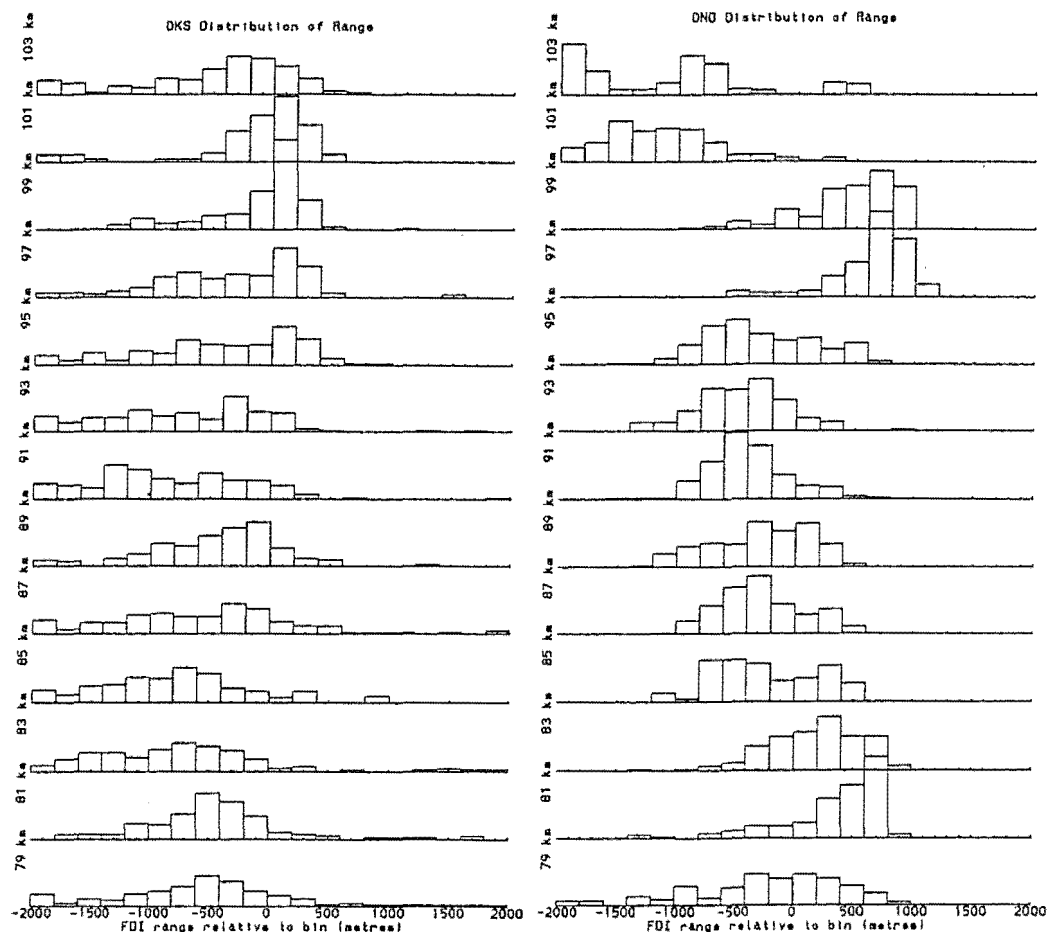 DKS Distribution of Range
103 km
101 km
99 km
97 km
95 km
93 km
91 km
89 km
87 km
85 km
83 km
81 km
79 km
-2000 -1500 -1000 -500 0 500 1000 1500 2000
FDI range relative to bin (metres)
DNO Distribution of Range
103 km
101 km
99 km
97 km
95 km
93 km
91 km
89 km
87 km
85 km
83 km
81 km
79 km
-2000 -1500 -1000 -500 0 500 1000 1500 2000
FDI range relative to bin (metres)